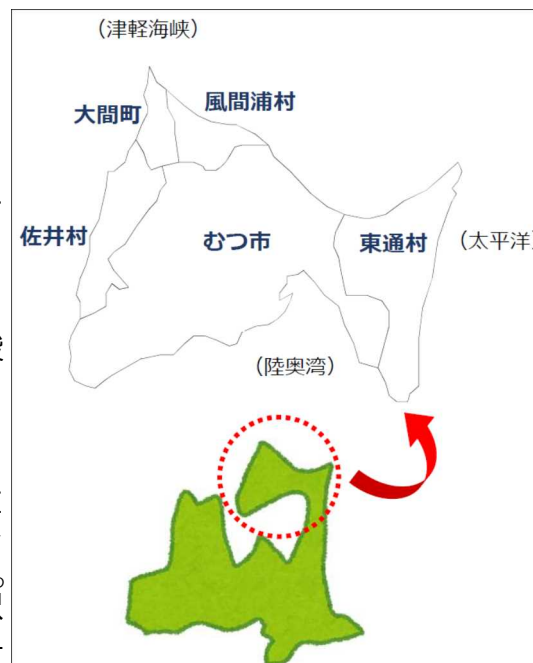 （津軽海峡）
風間浦村
大間町
佐井村
むつ市
東通村
（太平洋）
（陸奥湾）